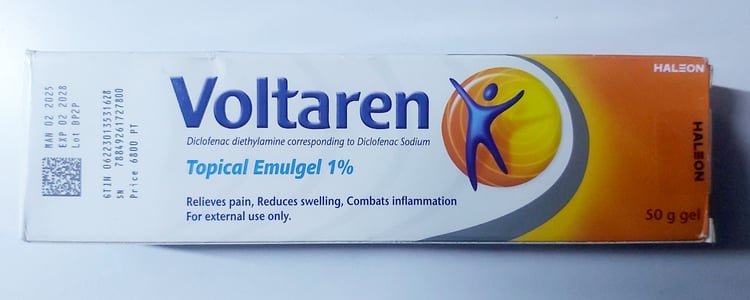 MAN 02 2025
EXP 02 2028
Lot BP2P
GTIN 06223013531628
SN 78849261727800
Price 6800 PT
Voltaren
Diclofenac diethylamine corresponding to Diclofenac Sodium
Topical Emulgel 1%
Relieves pain, Reduces swelling, Combats inflammation
For external use only.
HALEON
HALEON
50 g gel